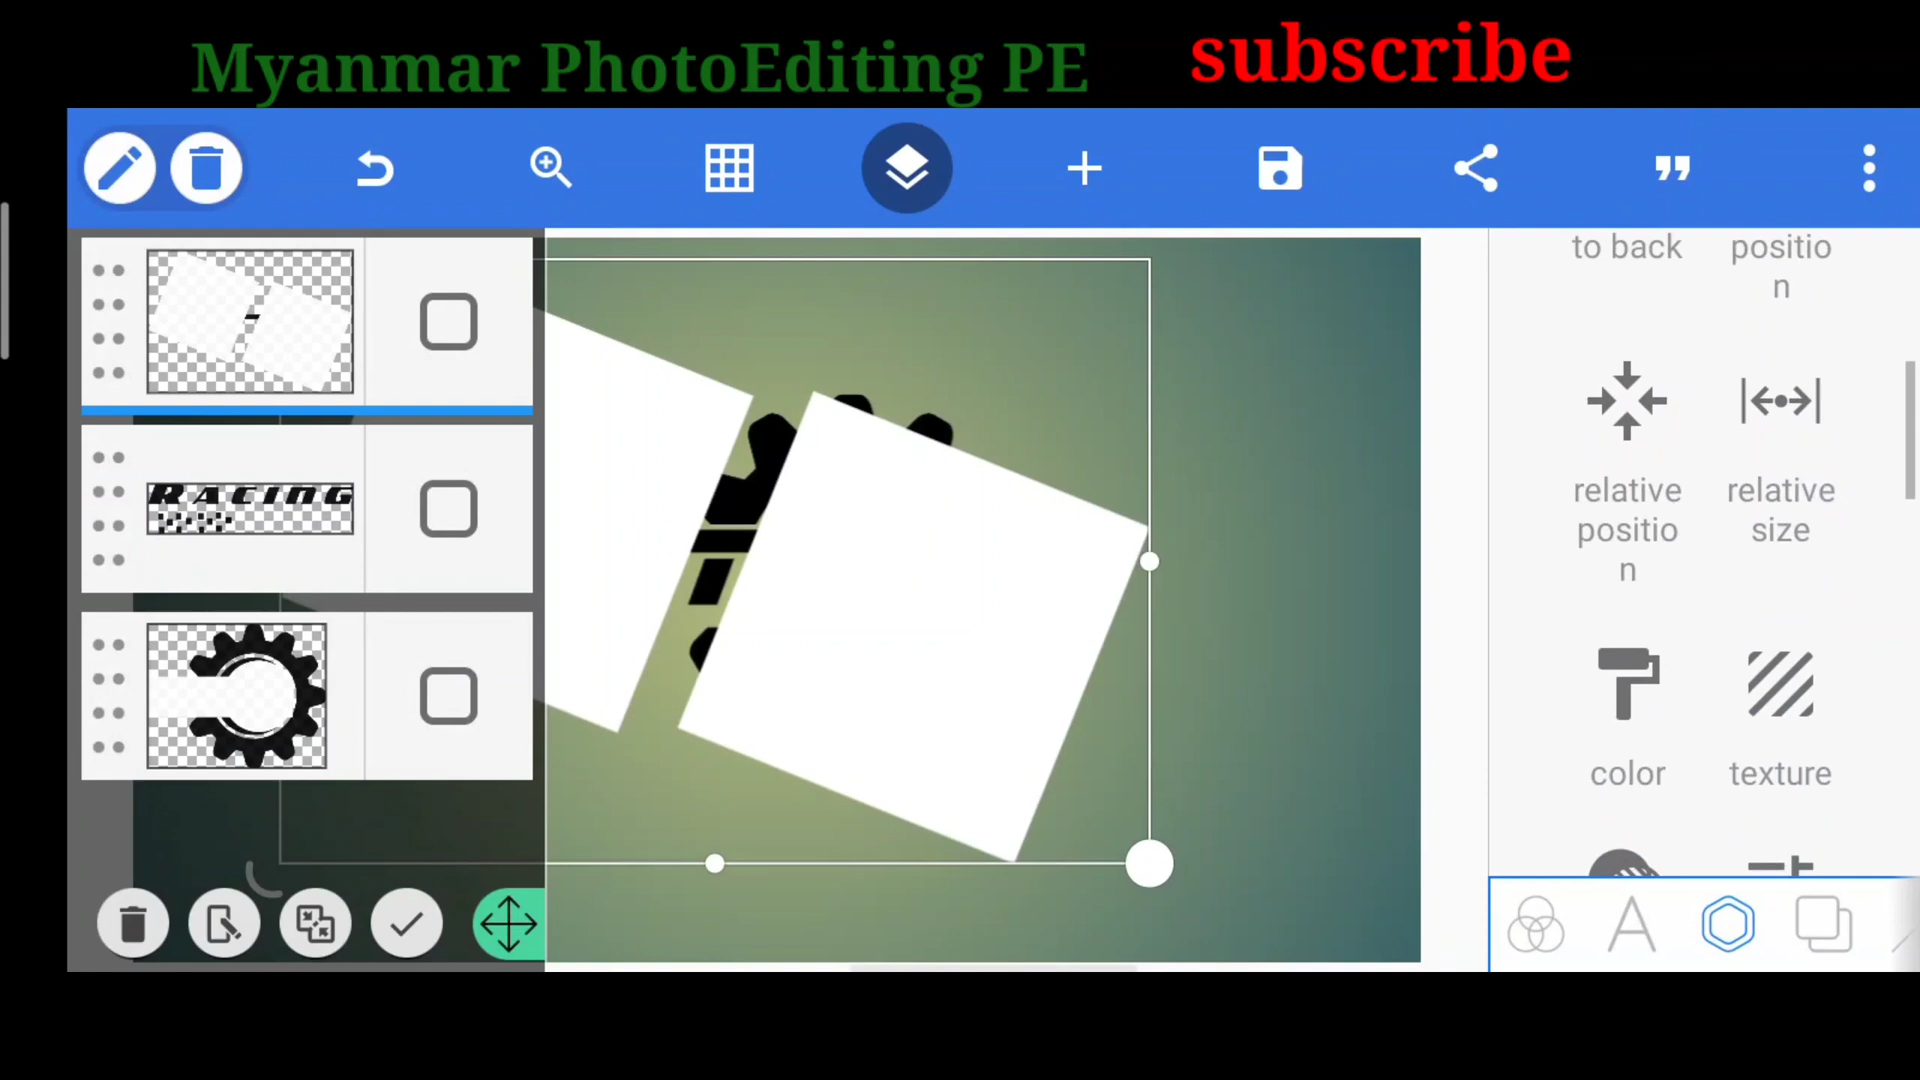 Myanmar PhotoEditing PE
subscribe
RACING
to back
positio
n
relative
positio
n
relative
size
color
texture